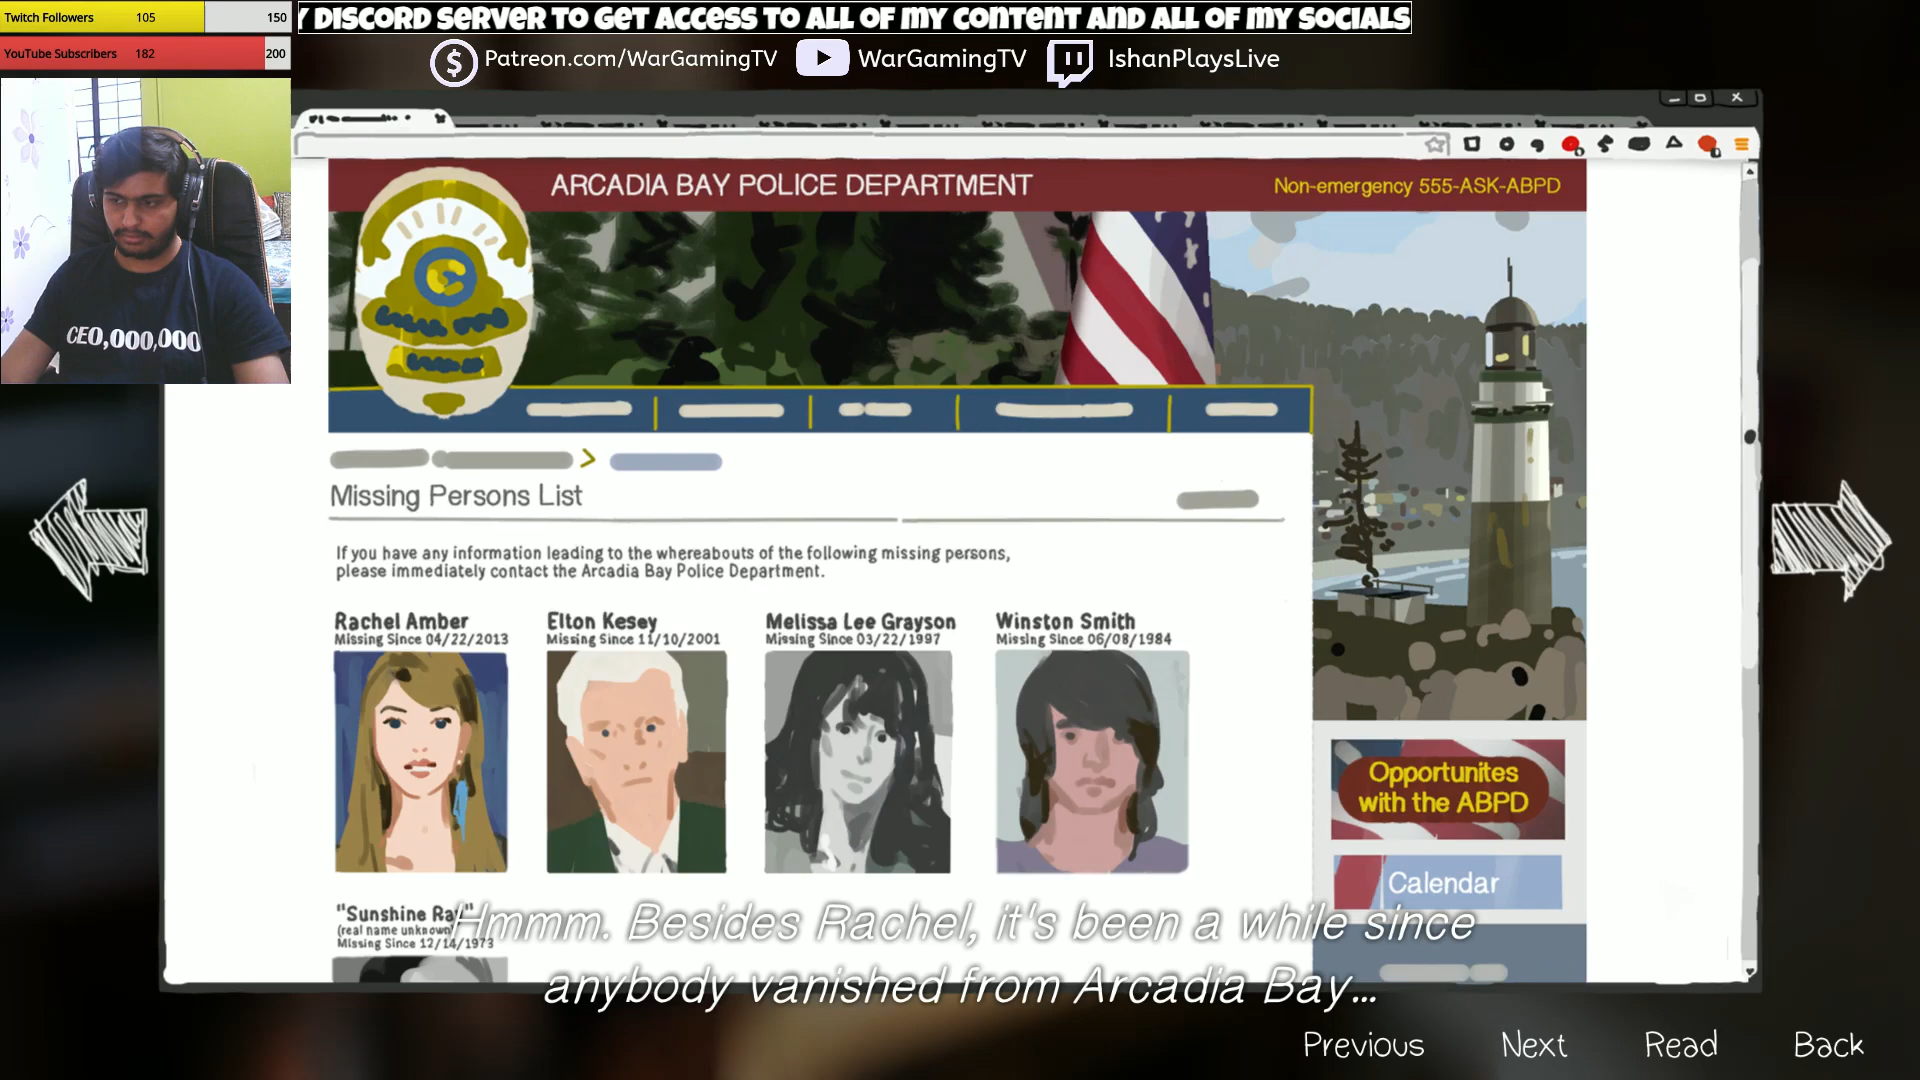 Twitch Followers 105 150
YouTube Subscribers 182 200
Y DISCORD SERVER TO GET ACCESS TO ALL OF MY CONTENT AND ALL OF MY SOCIALS
Patreon.com/WarGamingTV WarGamingTV IshanPlaysLive
CEO,000,000
ARCADIA BAY POLICE DEPARTMENT
Non-emergency 555-ASK-ABPD
Missing Persons List
If you have any information leading to the whereabouts of the following missing persons,
please immediately contact the Arcadia Bay Police Department.
Rachel Amber
Missing Since 04/22/2013
Elton Kesey
Missing Since 11/10/2001
Melissa Lee Grayson
Missing Since 03/22/1997
Winston Smith
Missing Since 06/08/1984
Opportunites
with the ABPD
Calendar
"Sunshine Ray"
(real name unknown)
Missing Since 12/14/1973
Hmmm. Besides Rachel, it's been a while since
anybody vanished from Arcadia Bay...
Previous Next Read Back